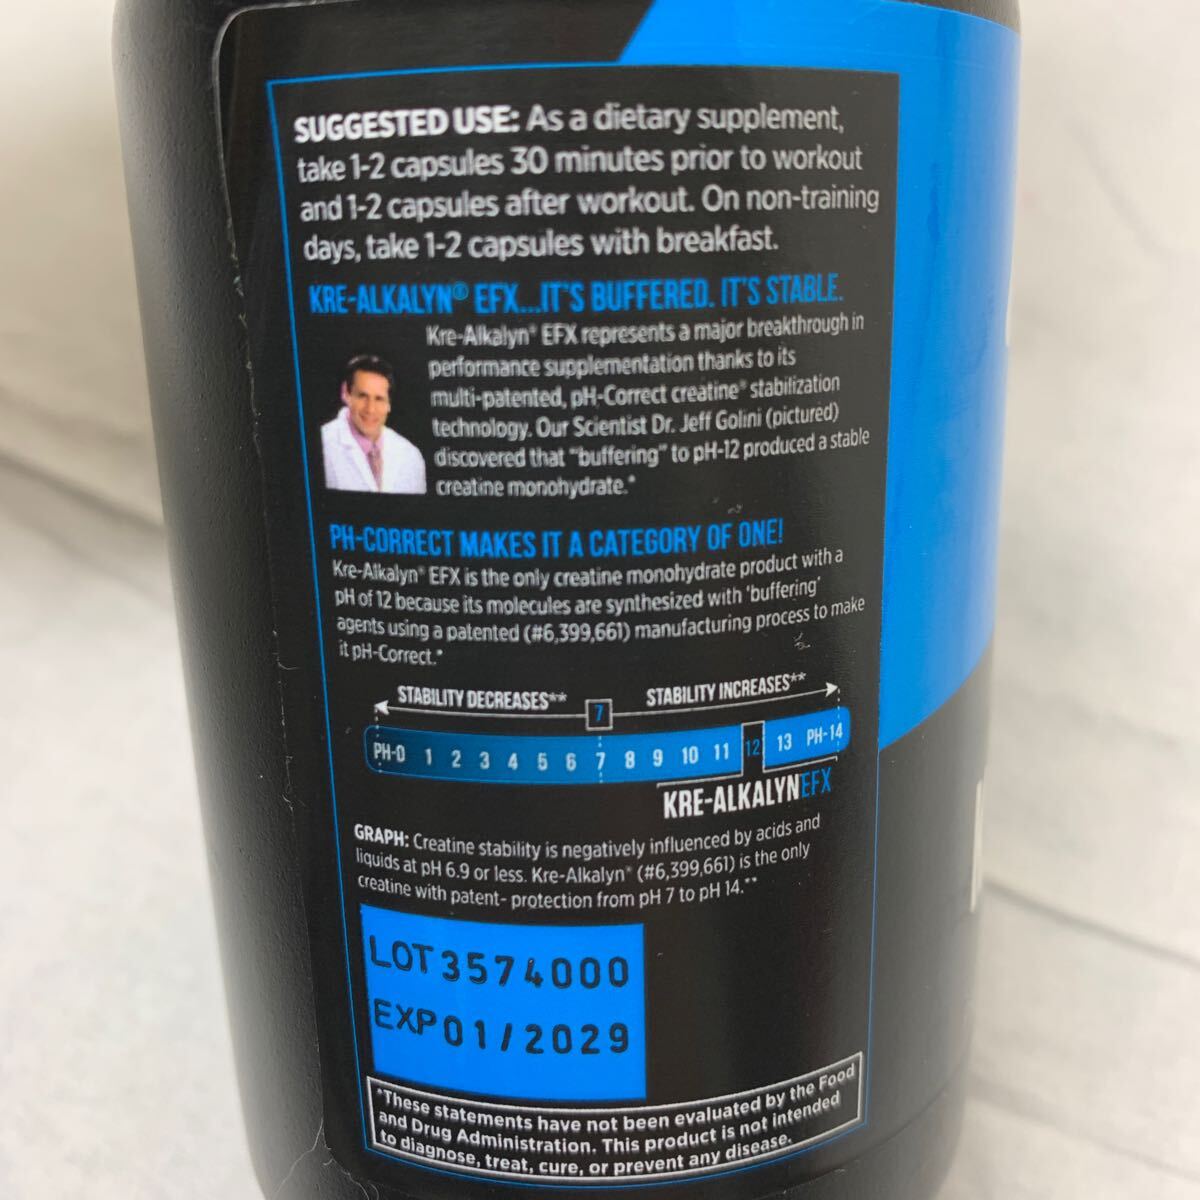 SUGGESTED USE: As a dietary supplement,
take 1-2 capsules 30 minutes prior to workout
and 1-2 capsules after workout. On non-training
days, take 1-2 capsules with breakfast.
KRE-ALKALYN® EFX...IT'S BUFFERED. IT'S STABLE.
Kre-Alkalyn® EFX represents a major breakthrough in
performance supplementation thanks to its
multi-patented, pH-Correct creatine® stabilization
technology. Our Scientist Dr. Jeff Golini (pictured)
discovered that "buffering" to pH-12 produced a stable
creatine monohydrate.*
PH-CORRECT MAKES IT A CATEGORY OF ONE!
Kre-Alkalyn® EFX is the only creatine monohydrate product with a
pH of 12 because its molecules are synthesized with 'buffering'
agents using a patented (#6,399,661) manufacturing process to make
it pH-Correct.*
STABILITY DECREASES** 7 STABILITY INCREASES**
PH-0 1 2 3 4 5 6 7 8 9 10 11 12 13 PH-14
KRE-ALKALYNEFX
GRAPH: Creatine stability is negatively influenced by acids and
liquids at pH 6.9 or less. Kre-Alkalyn® (#6,399,661) is the only
creatine with patent- protection from pH 7 to pH 14.**
LOT 3574000
EXP 01/2029
*These statements have not been evaluated by the Food
and Drug Administration. This product is not intended
to diagnose, treat, cure, or prevent any disease.